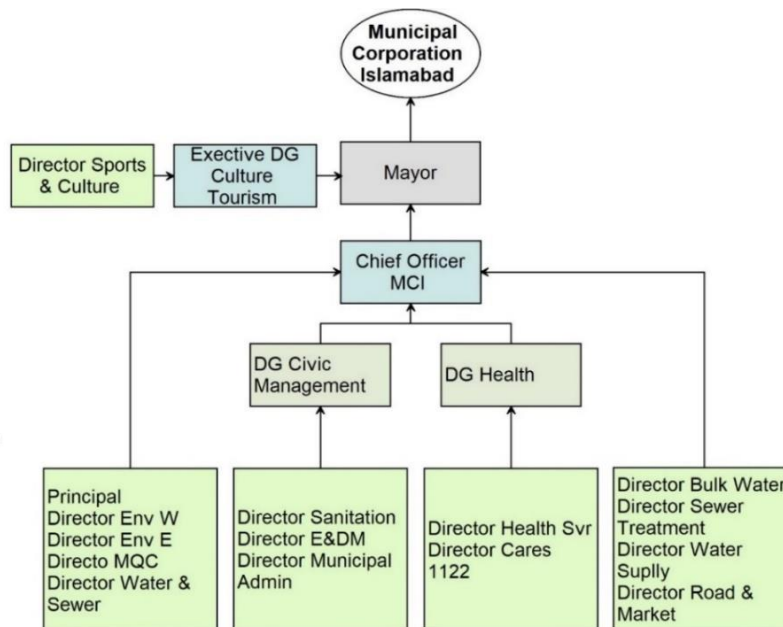 Municipal
Corporation
Islamabad
Director Sports
& Culture
Exective DG
Culture
Tourism
Mayor
Chief Officer
MCI
DG Civic
Management
DG Health
Principal
Director Env W
Director Env E
Directo MQC
Director Water &
Sewer
Director Sanitation
Director E&DM
Director Municipal
Admin
Director Health Svr
Director Cares
1122
Director Bulk Water
Director Sewer
Treatment
Director Water
Suplly
Director Road &
Market